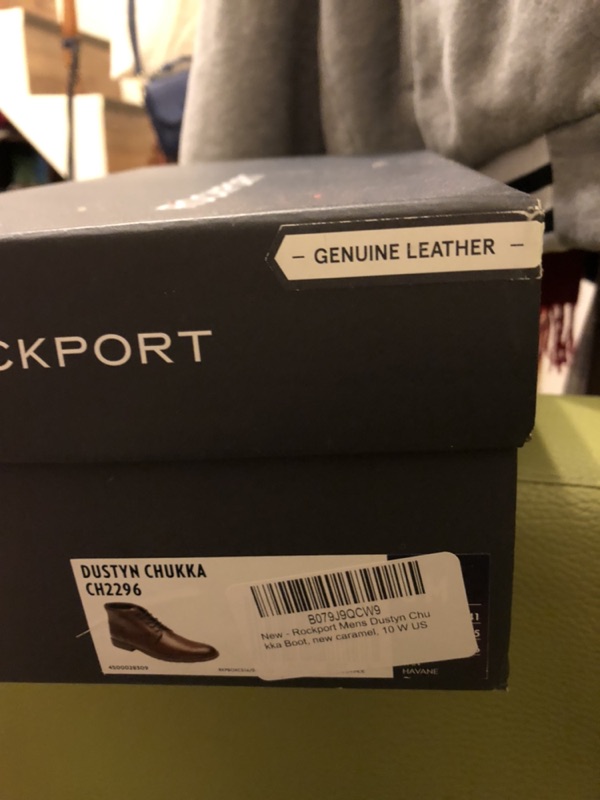 GENUINE LEATHER
CKPORT
DUSTYN CHUKKA
CH2296
B079J9QCW9
New - Rockport Mens Dustyn Chu
kka Boot, new caramel, 10 W US
HAVANE